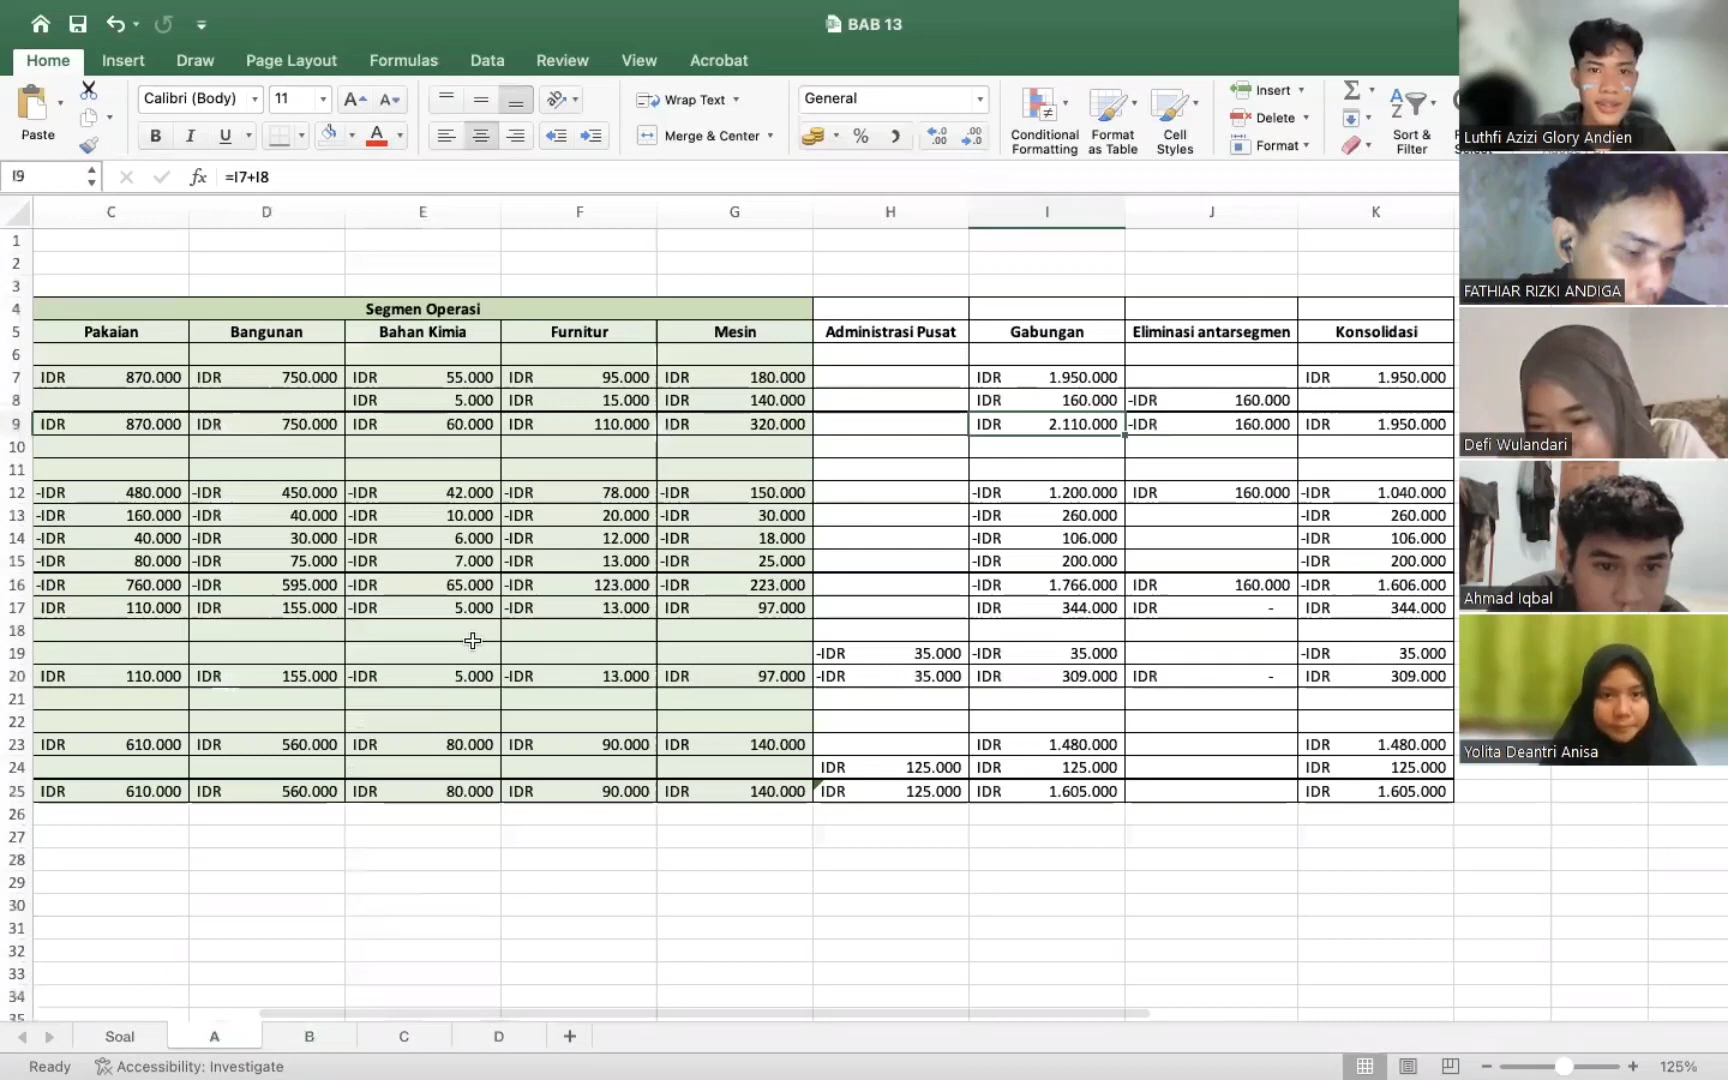 BAB 13
Home Insert Draw Page Layout Formulas Data Review View Acrobat
Paste
Calibri (Body) 11 A A
B I U A
Wrap Text
Merge & Center
General
%
Conditional Formatting
Format as Table
Cell Styles
Insert
Delete
Format
Sort & Filter
I9 fx =I7+I8
C D E F G H I J K
1
2
3
4 Segmen Operasi
5 Pakaian Bangunan Bahan Kimia Furnitur Mesin Administrasi Pusat Gabungan Eliminasi antarsegmen Konsolidasi
6
7 IDR 870.000 IDR 750.000 IDR 55.000 IDR 95.000 IDR 180.000 IDR 1.950.000 IDR 1.950.000
8 IDR 5.000 IDR 15.000 IDR 140.000 IDR 160.000 -IDR 160.000
9 IDR 870.000 IDR 750.000 IDR 60.000 IDR 110.000 IDR 320.000 IDR 2.110.000 -IDR 160.000 IDR 1.950.000
10
11
12 -IDR 480.000 -IDR 450.000 -IDR 42.000 -IDR 78.000 -IDR 150.000 -IDR 1.200.000 IDR 160.000 -IDR 1.040.000
13 -IDR 160.000 -IDR 40.000 -IDR 10.000 -IDR 20.000 -IDR 30.000 -IDR 260.000 -IDR 260.000
14 -IDR 40.000 -IDR 30.000 -IDR 6.000 -IDR 12.000 -IDR 18.000 -IDR 106.000 -IDR 106.000
15 -IDR 80.000 -IDR 75.000 -IDR 7.000 -IDR 13.000 -IDR 25.000 -IDR 200.000 -IDR 200.000
16 -IDR 760.000 -IDR 595.000 -IDR 65.000 -IDR 123.000 -IDR 223.000 -IDR 1.766.000 IDR 160.000 -IDR 1.606.000
17 IDR 110.000 IDR 155.000 -IDR 5.000 -IDR 13.000 IDR 97.000 IDR 344.000 IDR - IDR 344.000
18
19 -IDR 35.000 -IDR 35.000 -IDR 35.000
20 IDR 110.000 IDR 155.000 -IDR 5.000 -IDR 13.000 IDR 97.000 -IDR 35.000 IDR 309.000 IDR - IDR 309.000
21
22
23 IDR 610.000 IDR 560.000 IDR 80.000 IDR 90.000 IDR 140.000 IDR 1.480.000 IDR 1.480.000
24 IDR 125.000 IDR 125.000 IDR 125.000
25 IDR 610.000 IDR 560.000 IDR 80.000 IDR 90.000 IDR 140.000 IDR 125.000 IDR 1.605.000 IDR 1.605.000
26
27
28
29
30
31
32
33
34
35
Soal A B C D +
Ready Accessibility: Investigate 125%
Luthfi Azizi Glory Andien
FATHIAR RIZKI ANDIGA
Defi Wulandari
Ahmad Iqbal
Yolita Deantri Anisa